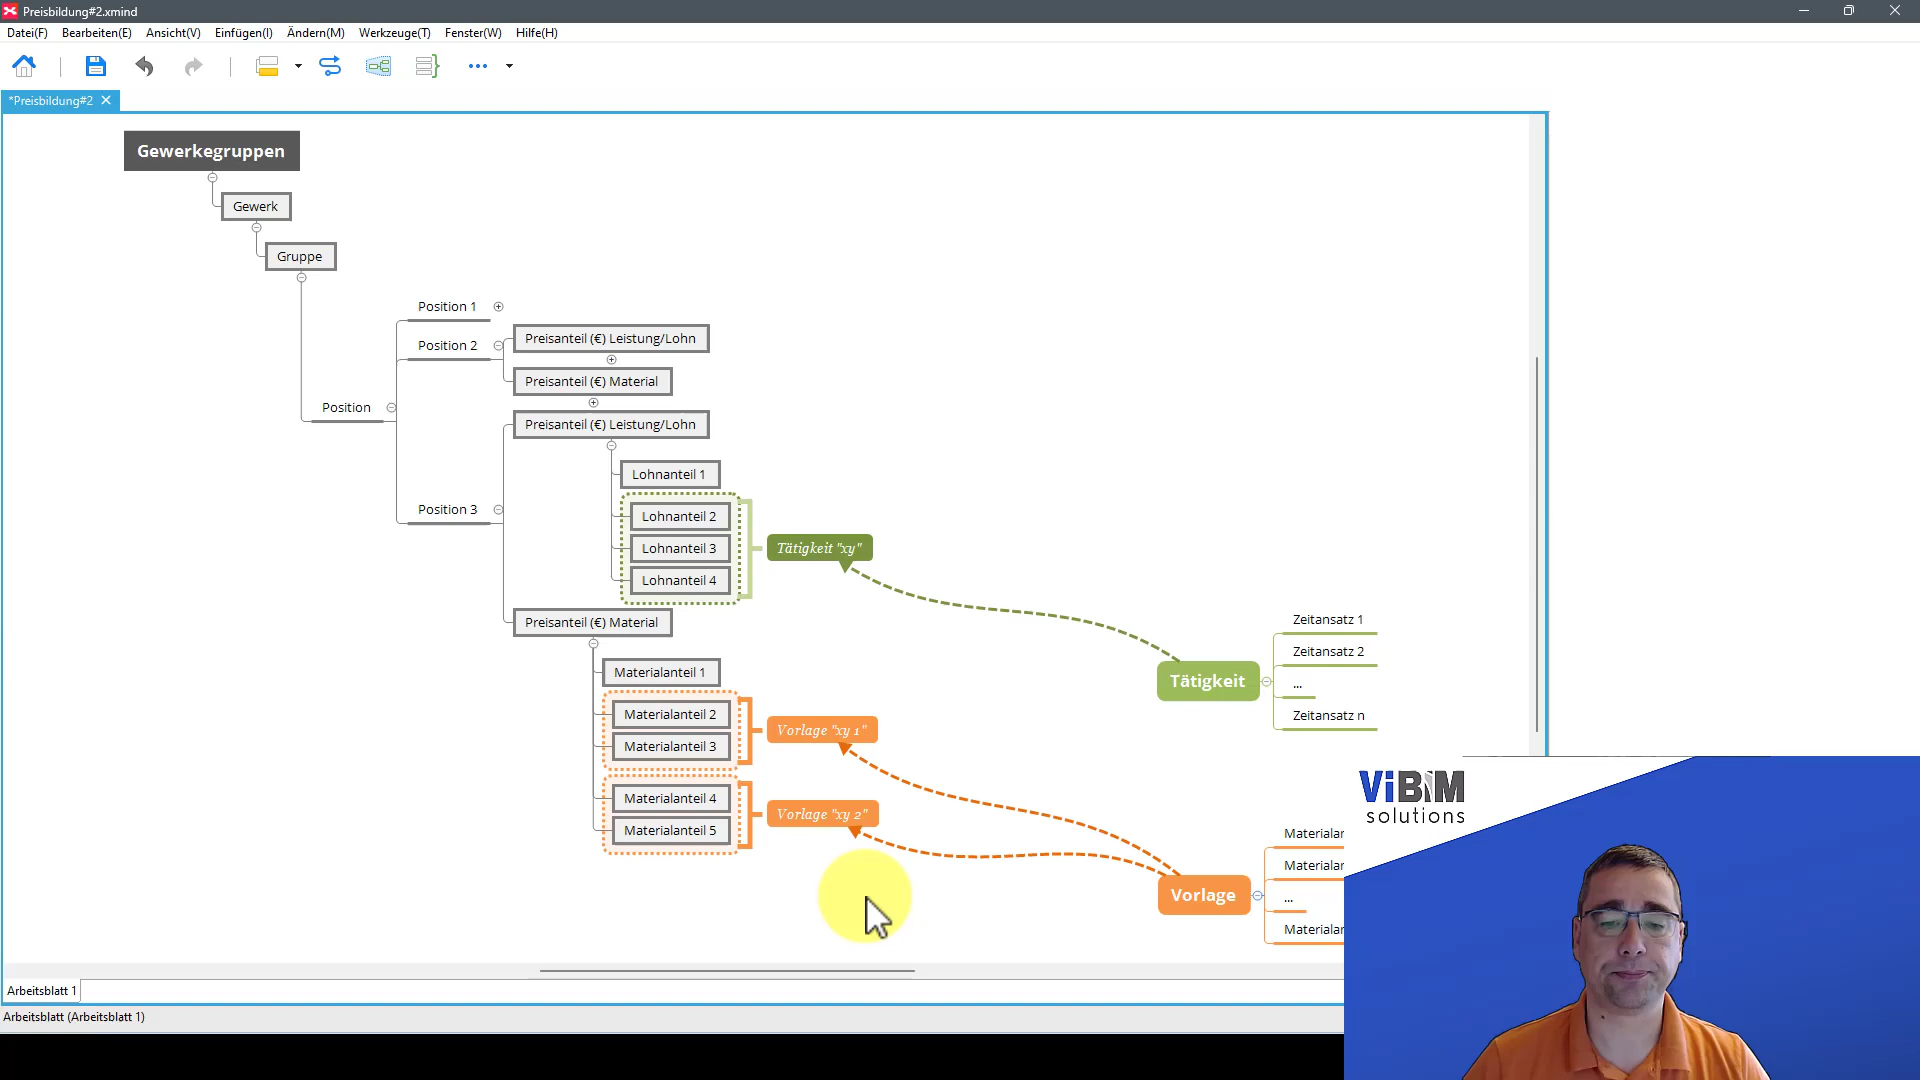 Preisbildung#2.xmind
Datei(F) Bearbeiten(E) Ansicht(V) Einfügen(I) Ändern(M) Werkzeuge(T) Fenster(W) Hilfe(H)
*Preisbildung#2
Gewerkegruppen
Gewerk
Gruppe
Position 1
Preisanteil (€) Leistung/Lohn
Position 2
Preisanteil (€) Material
Position
Preisanteil (€) Leistung/Lohn
Lohnanteil 1
Position 3
Lohnanteil 2
Lohnanteil 3
Tätigkeit "xy"
Lohnanteil 4
Preisanteil (€) Material
Zeitansatz 1
Zeitansatz 2
Tätigkeit
...
Zeitansatz n
Materialanteil 1
Materialanteil 2
Vorlage "xy 1"
Materialanteil 3
Materialanteil 4
Vorlage "xy 2"
Materialanteil 5
Materialar
Materialar
Vorlage
...
Materialar
ViBiM
solutions
Arbeitsblatt 1
Arbeitsblatt (Arbeitsblatt 1)